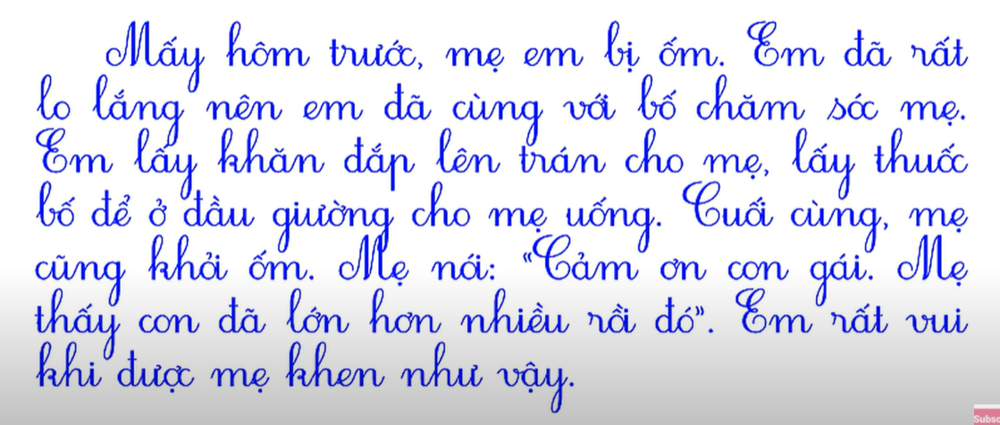 Mấy hôm trước, mẹ em bị ốm. Em đã rất
lo lắng nên em đã cùng với bố chăm sóc mẹ.
Em lấy khăn đắp lên trán cho mẹ, lấy thuốc
bố để ở đầu giường cho mẹ uống. Cuối cùng, mẹ
cũng khỏi ốm. Mẹ nói: “Cảm ơn con gái. Mẹ
thấy con đã lớn hơn nhiều rồi đó”. Em rất vui
khi được mẹ khen như vậy.